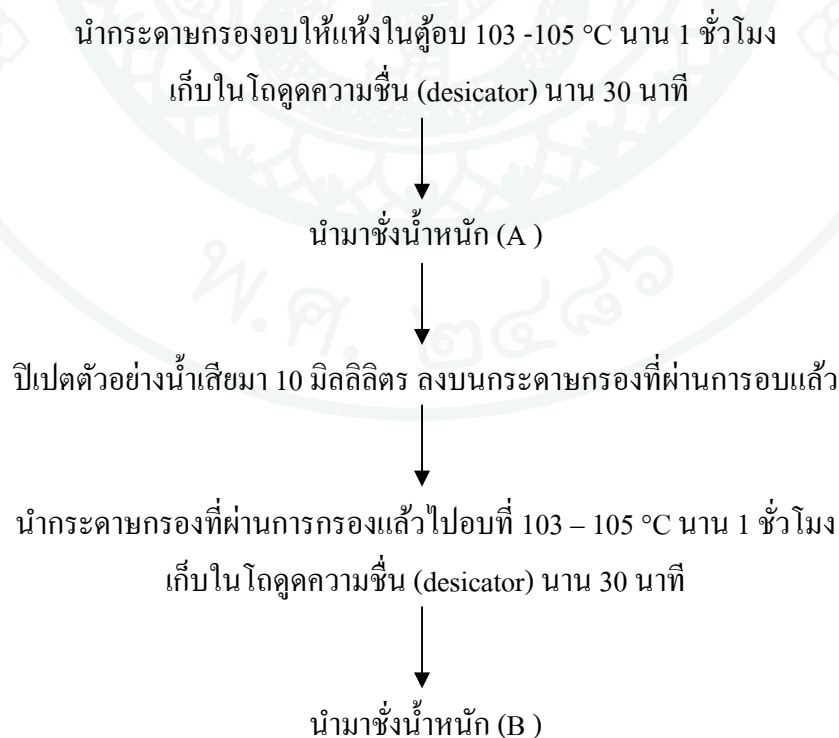 นำกระดาษกรองอบให้แห้งในตู้อบ 103 -105 °C นาน 1 ชั่วโมง
เก็บในโถดูดความชื่น (desicator) นาน 30 นาที
นำมาชั่งน้ำหนัก (A )
พ.ศ. ๒๔๘๖
ปิเปตตัวอย่างน้ำเสียมา 10 มิลลิลิตร ลงบนกระดาษกรองที่ผ่านการอบแล้ว
นำกระดาษกรองที่ผ่านการกรองแล้วไปอบที่ 103 – 105 °C นาน 1 ชั่วโมง
เก็บในโถดูดความชื่น (desicator) นาน 30 นาที
นำมาชั่งน้ำหนัก (B )